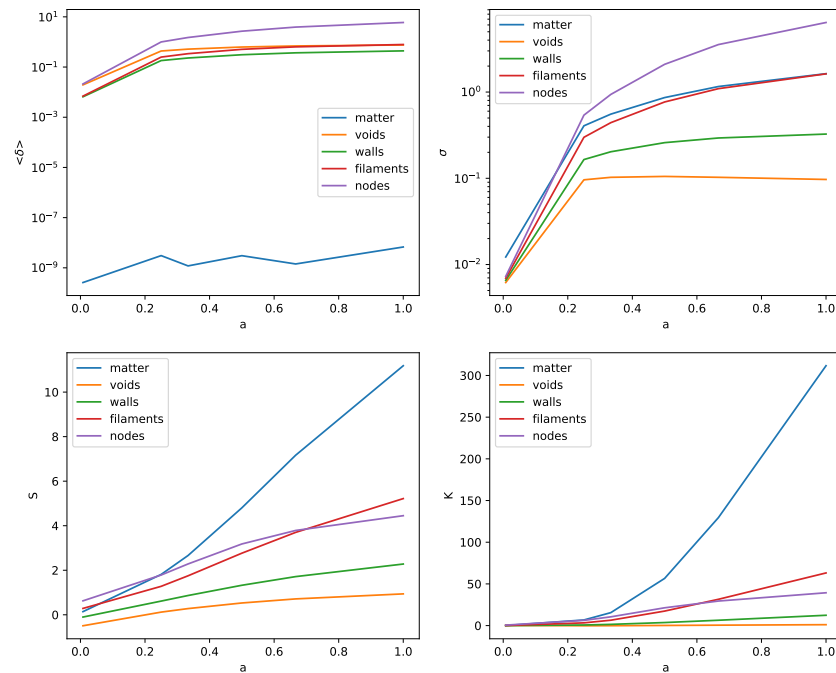 10¹
10⁻¹
10⁻³
10⁻⁵
10⁻⁷
10⁻⁹
<δ>
matter
voids
walls
filaments
nodes
0.0 0.2 0.4 0.6 0.8 1.0
a
10⁰
10⁻¹
10⁻²
σ
matter
voids
walls
filaments
nodes
0.0 0.2 0.4 0.6 0.8 1.0
a
10
8
6
4
2
0
S
matter
voids
walls
filaments
nodes
0.0 0.2 0.4 0.6 0.8 1.0
a
300
250
200
150
100
50
0
K
matter
voids
walls
filaments
nodes
0.0 0.2 0.4 0.6 0.8 1.0
a